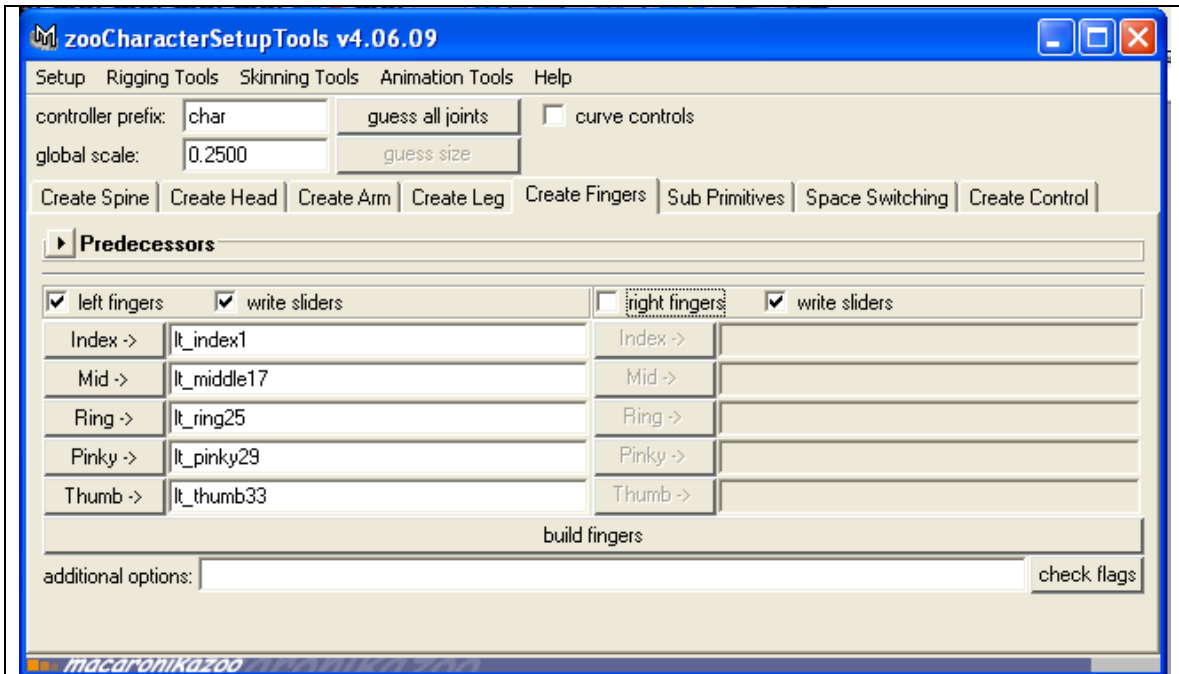 zooCharacterSetupTools v4.06.09
Setup Rigging Tools Skinning Tools Animation Tools Help
controller prefix: char guess all joints curve controls
global scale: 0.2500 guess size
Create Spine Create Head Create Arm Create Leg Create Fingers Sub Primitives Space Switching Create Control
Predecessors
left fingers write sliders right fingers write sliders
Index -> lt_index1 Index ->
Mid -> lt_middle17 Mid ->
Ring -> lt_ring25 Ring ->
Pinky -> lt_pinky29 Pinky ->
Thumb -> lt_thumb33 Thumb ->
build fingers
additional options: check flags
macaronikazoo macaronikazoo